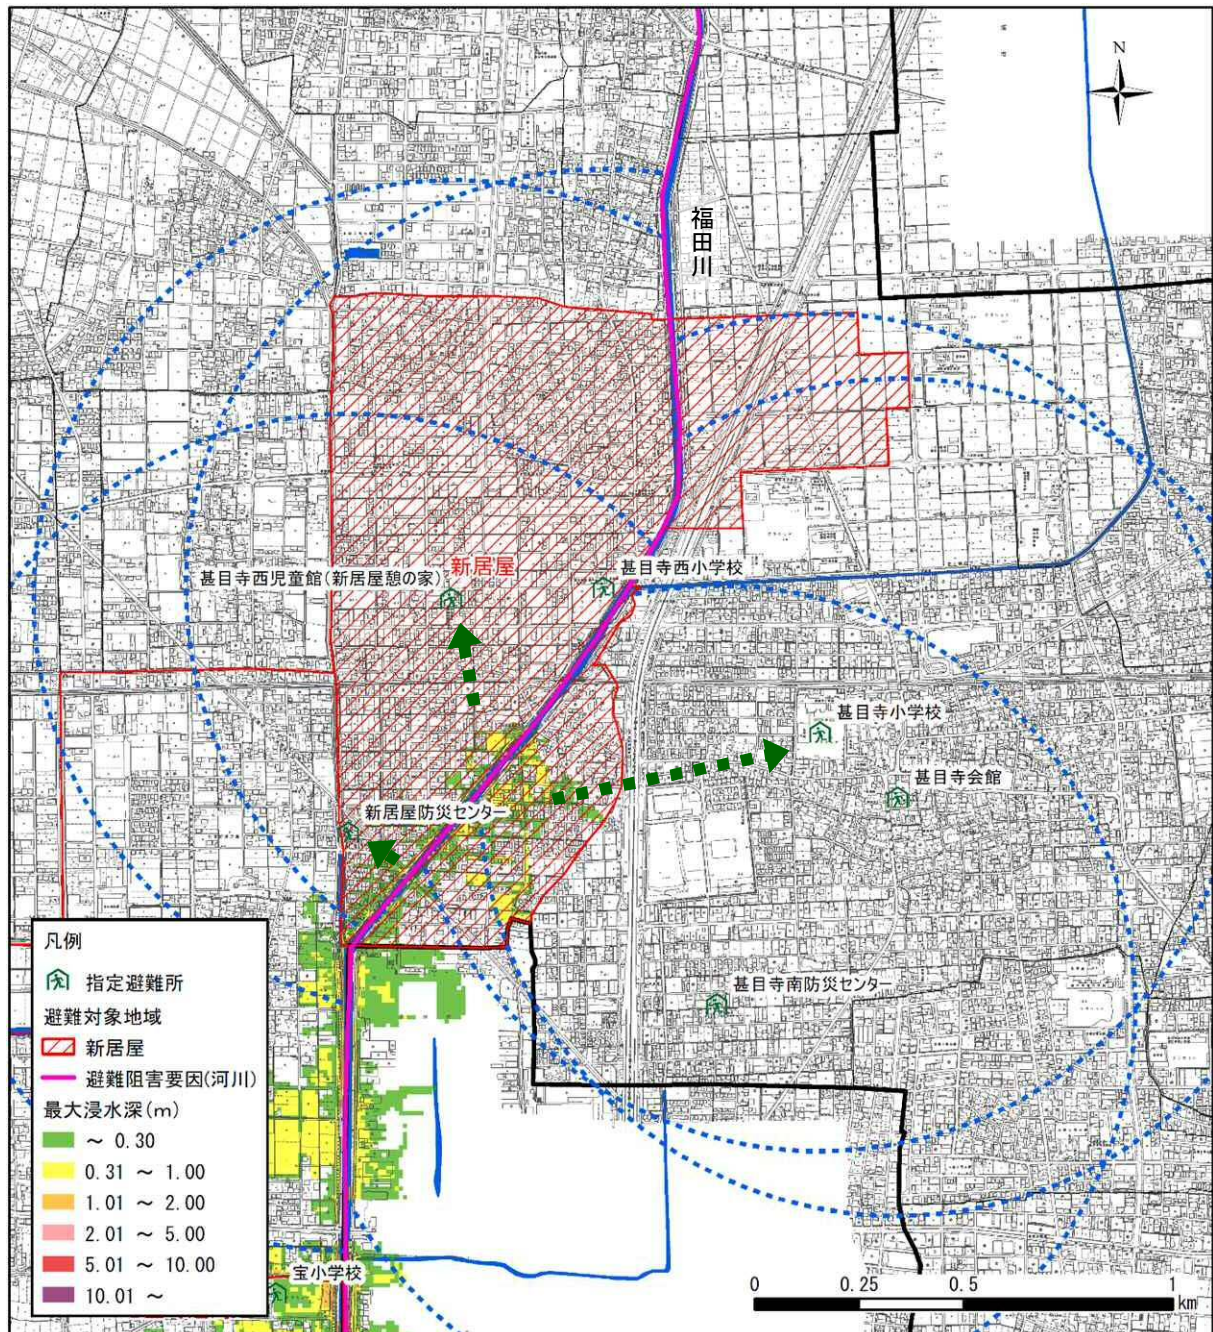 N
福田川
甚目寺西児童館(新居屋憩の家)
新居屋
甚目寺西小学校
甚目寺小学校
甚目寺会館
新居屋防災センター
甚目寺南防災センター
宝小学校
凡例
指定避難所
避難対象地域
新居屋
避難阻害要因(河川)
最大浸水深(m)
～ 0.30
0.31 ～ 1.00
1.01 ～ 2.00
2.01 ～ 5.00
5.01 ～ 10.00
10.01 ～
0 0.25 0.5 1
km